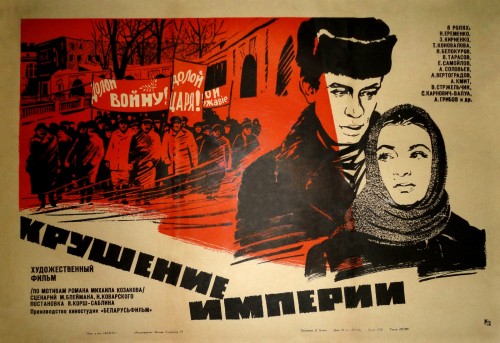 ДОЛОЙ
ВОЙНУ!
ДОЛОЙ
ЦАРЯ!
В РОЛЯХ:
Н.ЕРЕМЕНКО,
З.КИРИЕНКО,
Т.КОНОВАЛОВА,
В.БЕЛОКУРОВ,
В.ТАРАСОВ,
Е.САМОЙЛОВ,
А.СОЛОВЬЕВ,
А.ВЕРТОГРАДОВ,
А.КМИТ,
В.СТРЖЕЛЬЧИК,
С.КАРНОВИЧ-ВАЛУА,
А.ГРИБОВ и др.
КРУШЕНИЕ
ИМПЕРИИ
ХУДОЖЕСТВЕННЫЙ
ФИЛЬМ
/ПО МОТИВАМ РОМАНА МИХАИЛА КОЗАКОВА/
СЦЕНАРИЙ М.БЛЕЙМАНА, Н.КОВАРСКОГО
ПОСТАНОВКА В.КОРШ-САБЛИНА
Производство киностудии «БЕЛАРУСЬФИЛЬМ»